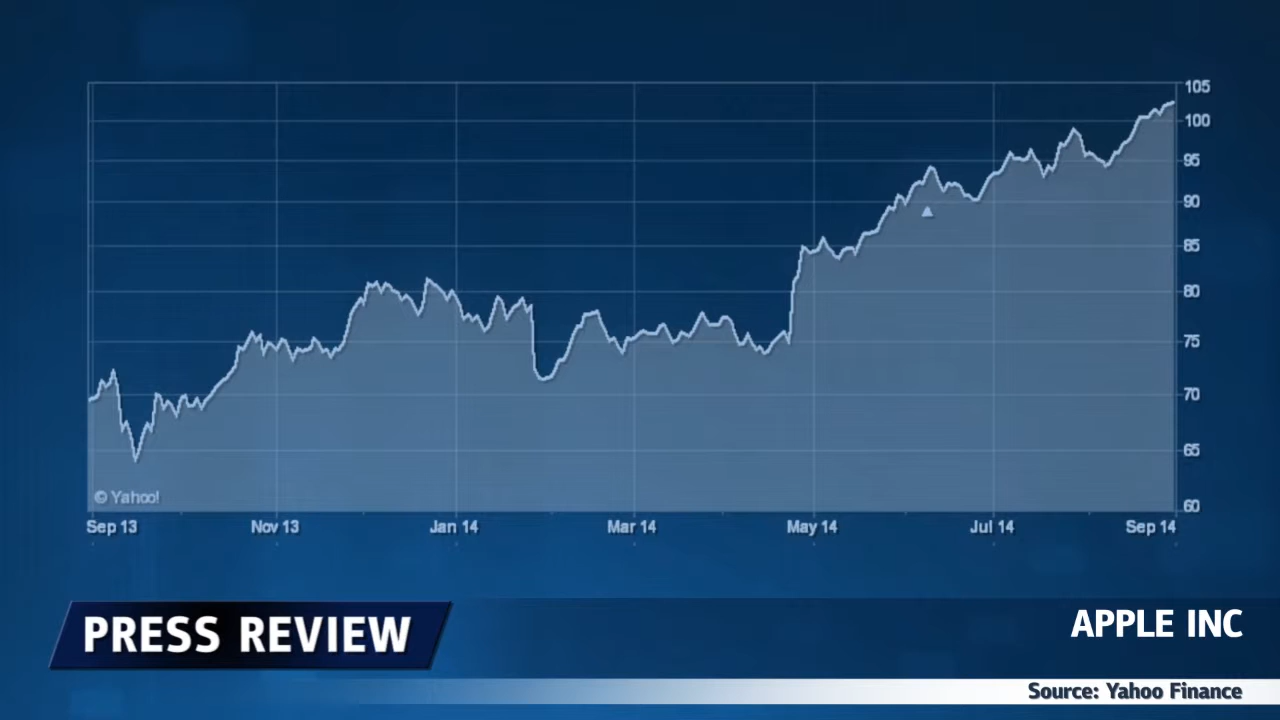 105
100
95
90
85
80
75
70
65
60
© Yahoo!
Sep 13 Nov 13 Jan 14 Mar 14 May 14 Jul 14 Sep 14
PRESS REVIEW
APPLE INC
Source: Yahoo Finance